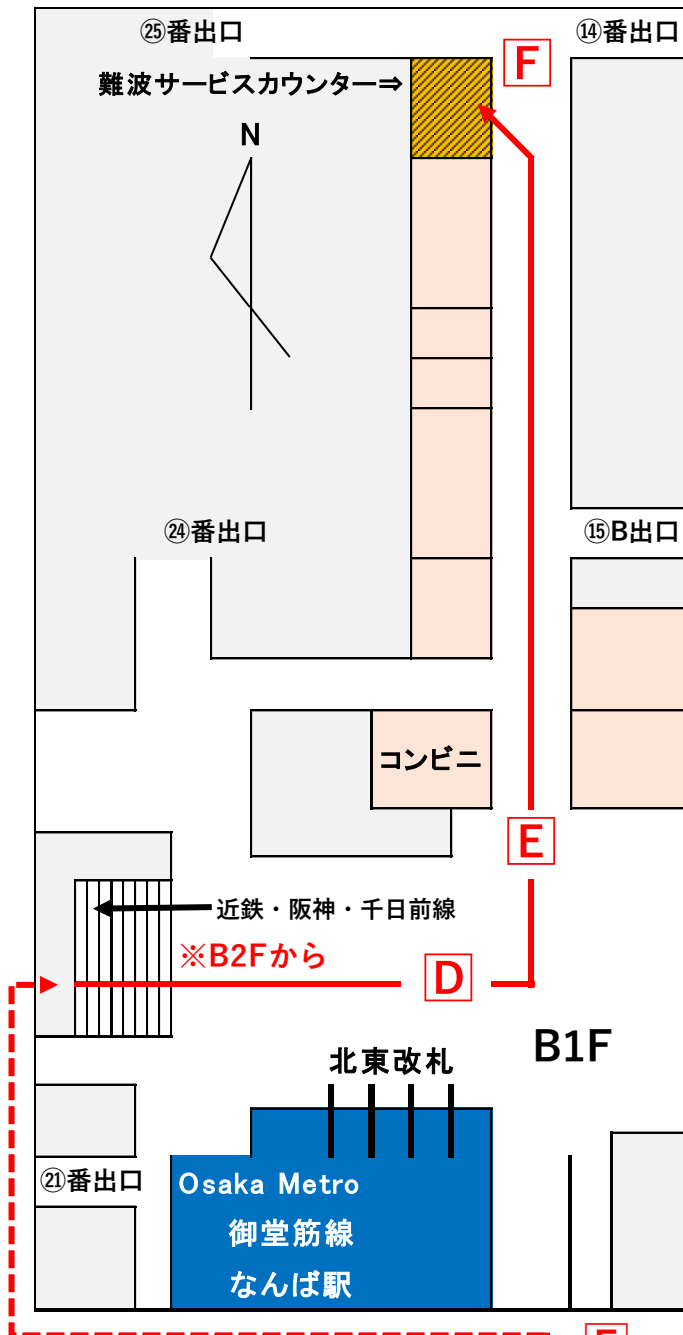 ㉕番出口
⑭番出口
F
難波サービスカウンター⇒
N
㉔番出口
⑮B出口
コンビニ
E
近鉄・阪神・千日前線
※B2Fから
D
B1F
北東改札
㉑番出口
Osaka Metro
御堂筋線
なんば駅